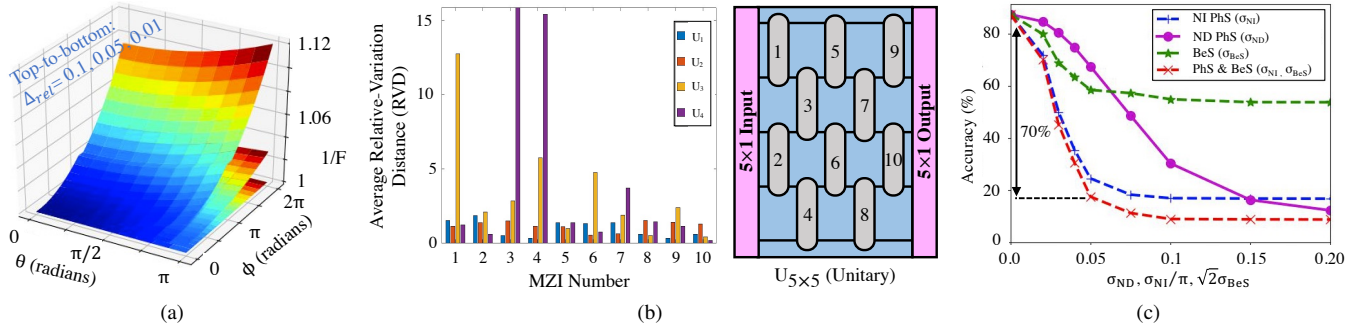 (a)
Top-to-bottom:
Δrel = 0.1, 0.05, 0.01
1.12
1.06
1/F
1
2π
π
0
ϕ (radians)
0
π/2
π
θ (radians)
(b)
Average Relative-Variation
Distance (RVD)
15
10
5
0
U₁
U₂
U₃
U₄
1 2 3 4 5 6 7 8 9 10
MZI Number
5×1 Input
1 5 9
3 7
2 6 10
4 8
5×1 Output
U5×5 (Unitary)
(c)
Accuracy (%)
80
60
40
20
0
70%
NI PhS (σNI)
ND PhS (σND)
BeS (σBeS)
PhS & BeS (σNI , σBeS)
0.0 0.05 0.10 0.15 0.20
σND, σNI/π, √2σBeS